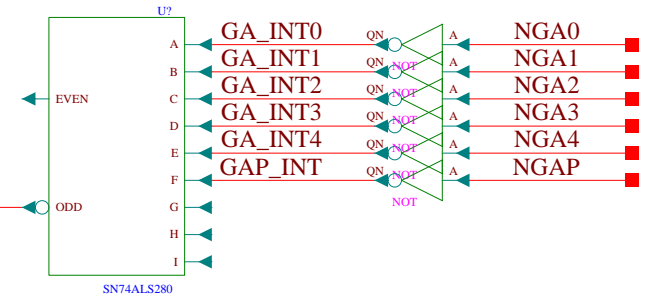 U?
A GA_INT0 QN A NGA0
B GA_INT1 QN NOT A NGA1
EVEN C GA_INT2 QN NOT A NGA2
D GA_INT3 QN NOT A NGA3
E GA_INT4 QN NOT A NGA4
F GAP_INT QN NOT A NGAP
NOT
ODD G
H
I
SN74ALS280